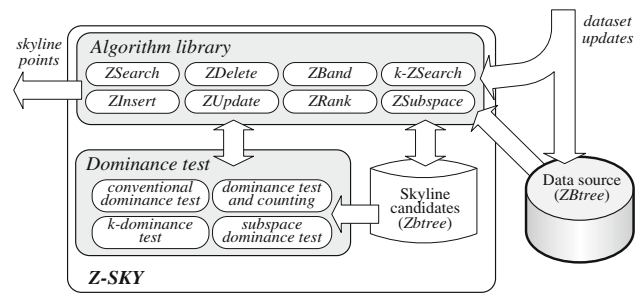 skyline
points
Algorithm library
dataset
updates
ZSearch
ZDelete
ZBand
k-ZSearch
ZInsert
ZUpdate
ZRank
ZSubspace
Dominance test
conventional
dominance test
dominance test
and counting
k-dominance
test
subspace
dominance test
Skyline
candidates
(Zbtree)
Data source
(ZBtree)
Z-SKY